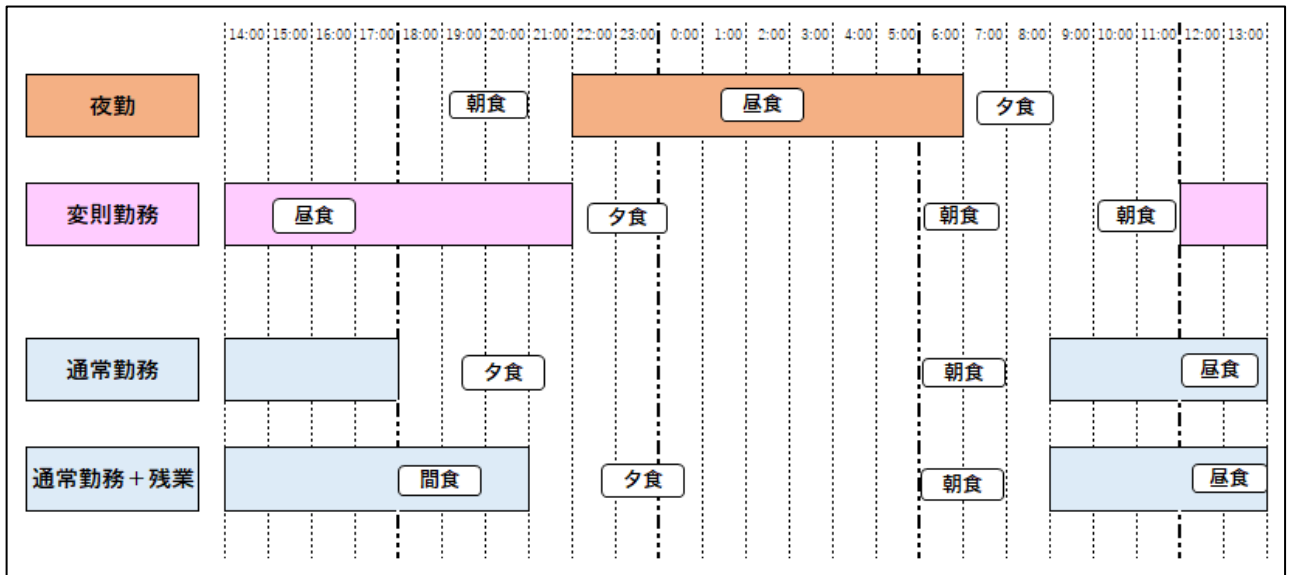 14:00 15:00 16:00 17:00 18:00 19:00 20:00 21:00 22:00 23:00 0:00 1:00 2:00 3:00 4:00 5:00 6:00 7:00 8:00 9:00 10:00 11:00 12:00 13:00
夜勤 朝食 昼食 夕食
変則勤務 昼食 夕食 朝食 朝食
通常勤務 夕食 朝食 昼食
通常勤務+残業 間食 夕食 朝食 昼食